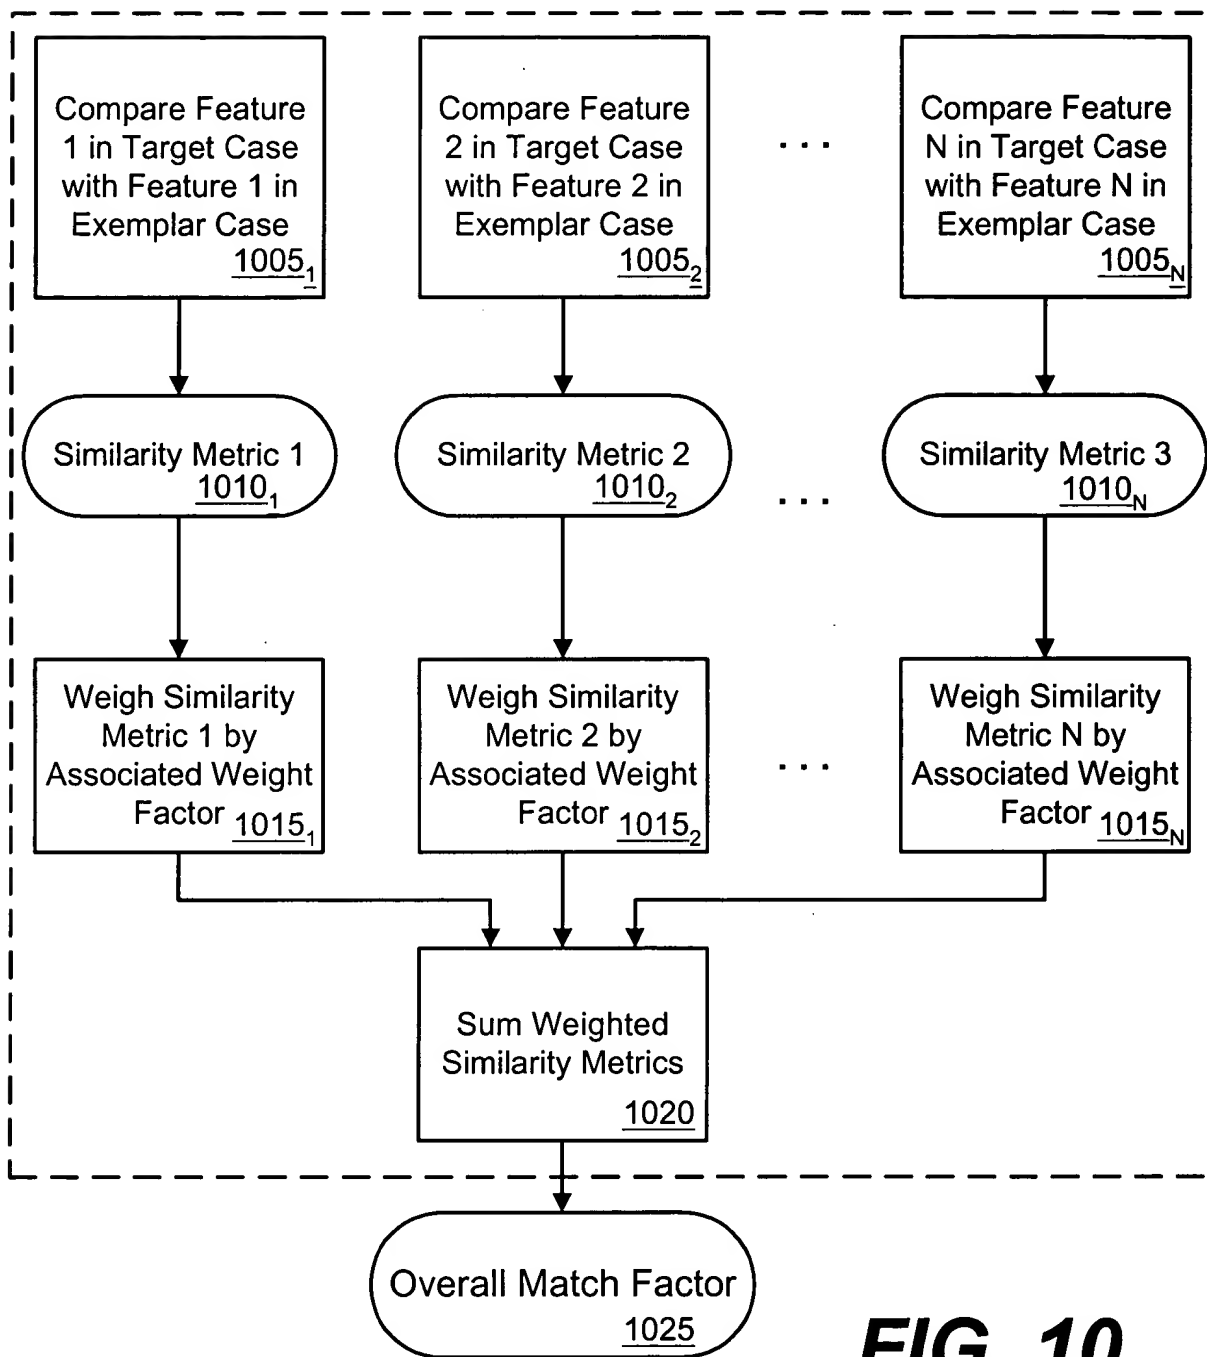 Compare Feature
1 in Target Case
with Feature 1 in
Exemplar Case
1005₁
Compare Feature
2 in Target Case
with Feature 2 in
Exemplar Case
1005₂
...
Compare Feature
N in Target Case
with Feature N in
Exemplar Case
1005_N
Similarity Metric 1
1010₁
Similarity Metric 2
1010₂
...
Similarity Metric 3
1010_N
Weigh Similarity
Metric 1 by
Associated Weight
Factor 1015₁
Weigh Similarity
Metric 2 by
Associated Weight
Factor 1015₂
...
Weigh Similarity
Metric N by
Associated Weight
Factor 1015_N
Sum Weighted
Similarity Metrics
1020
Overall Match Factor
1025
FIG. 10